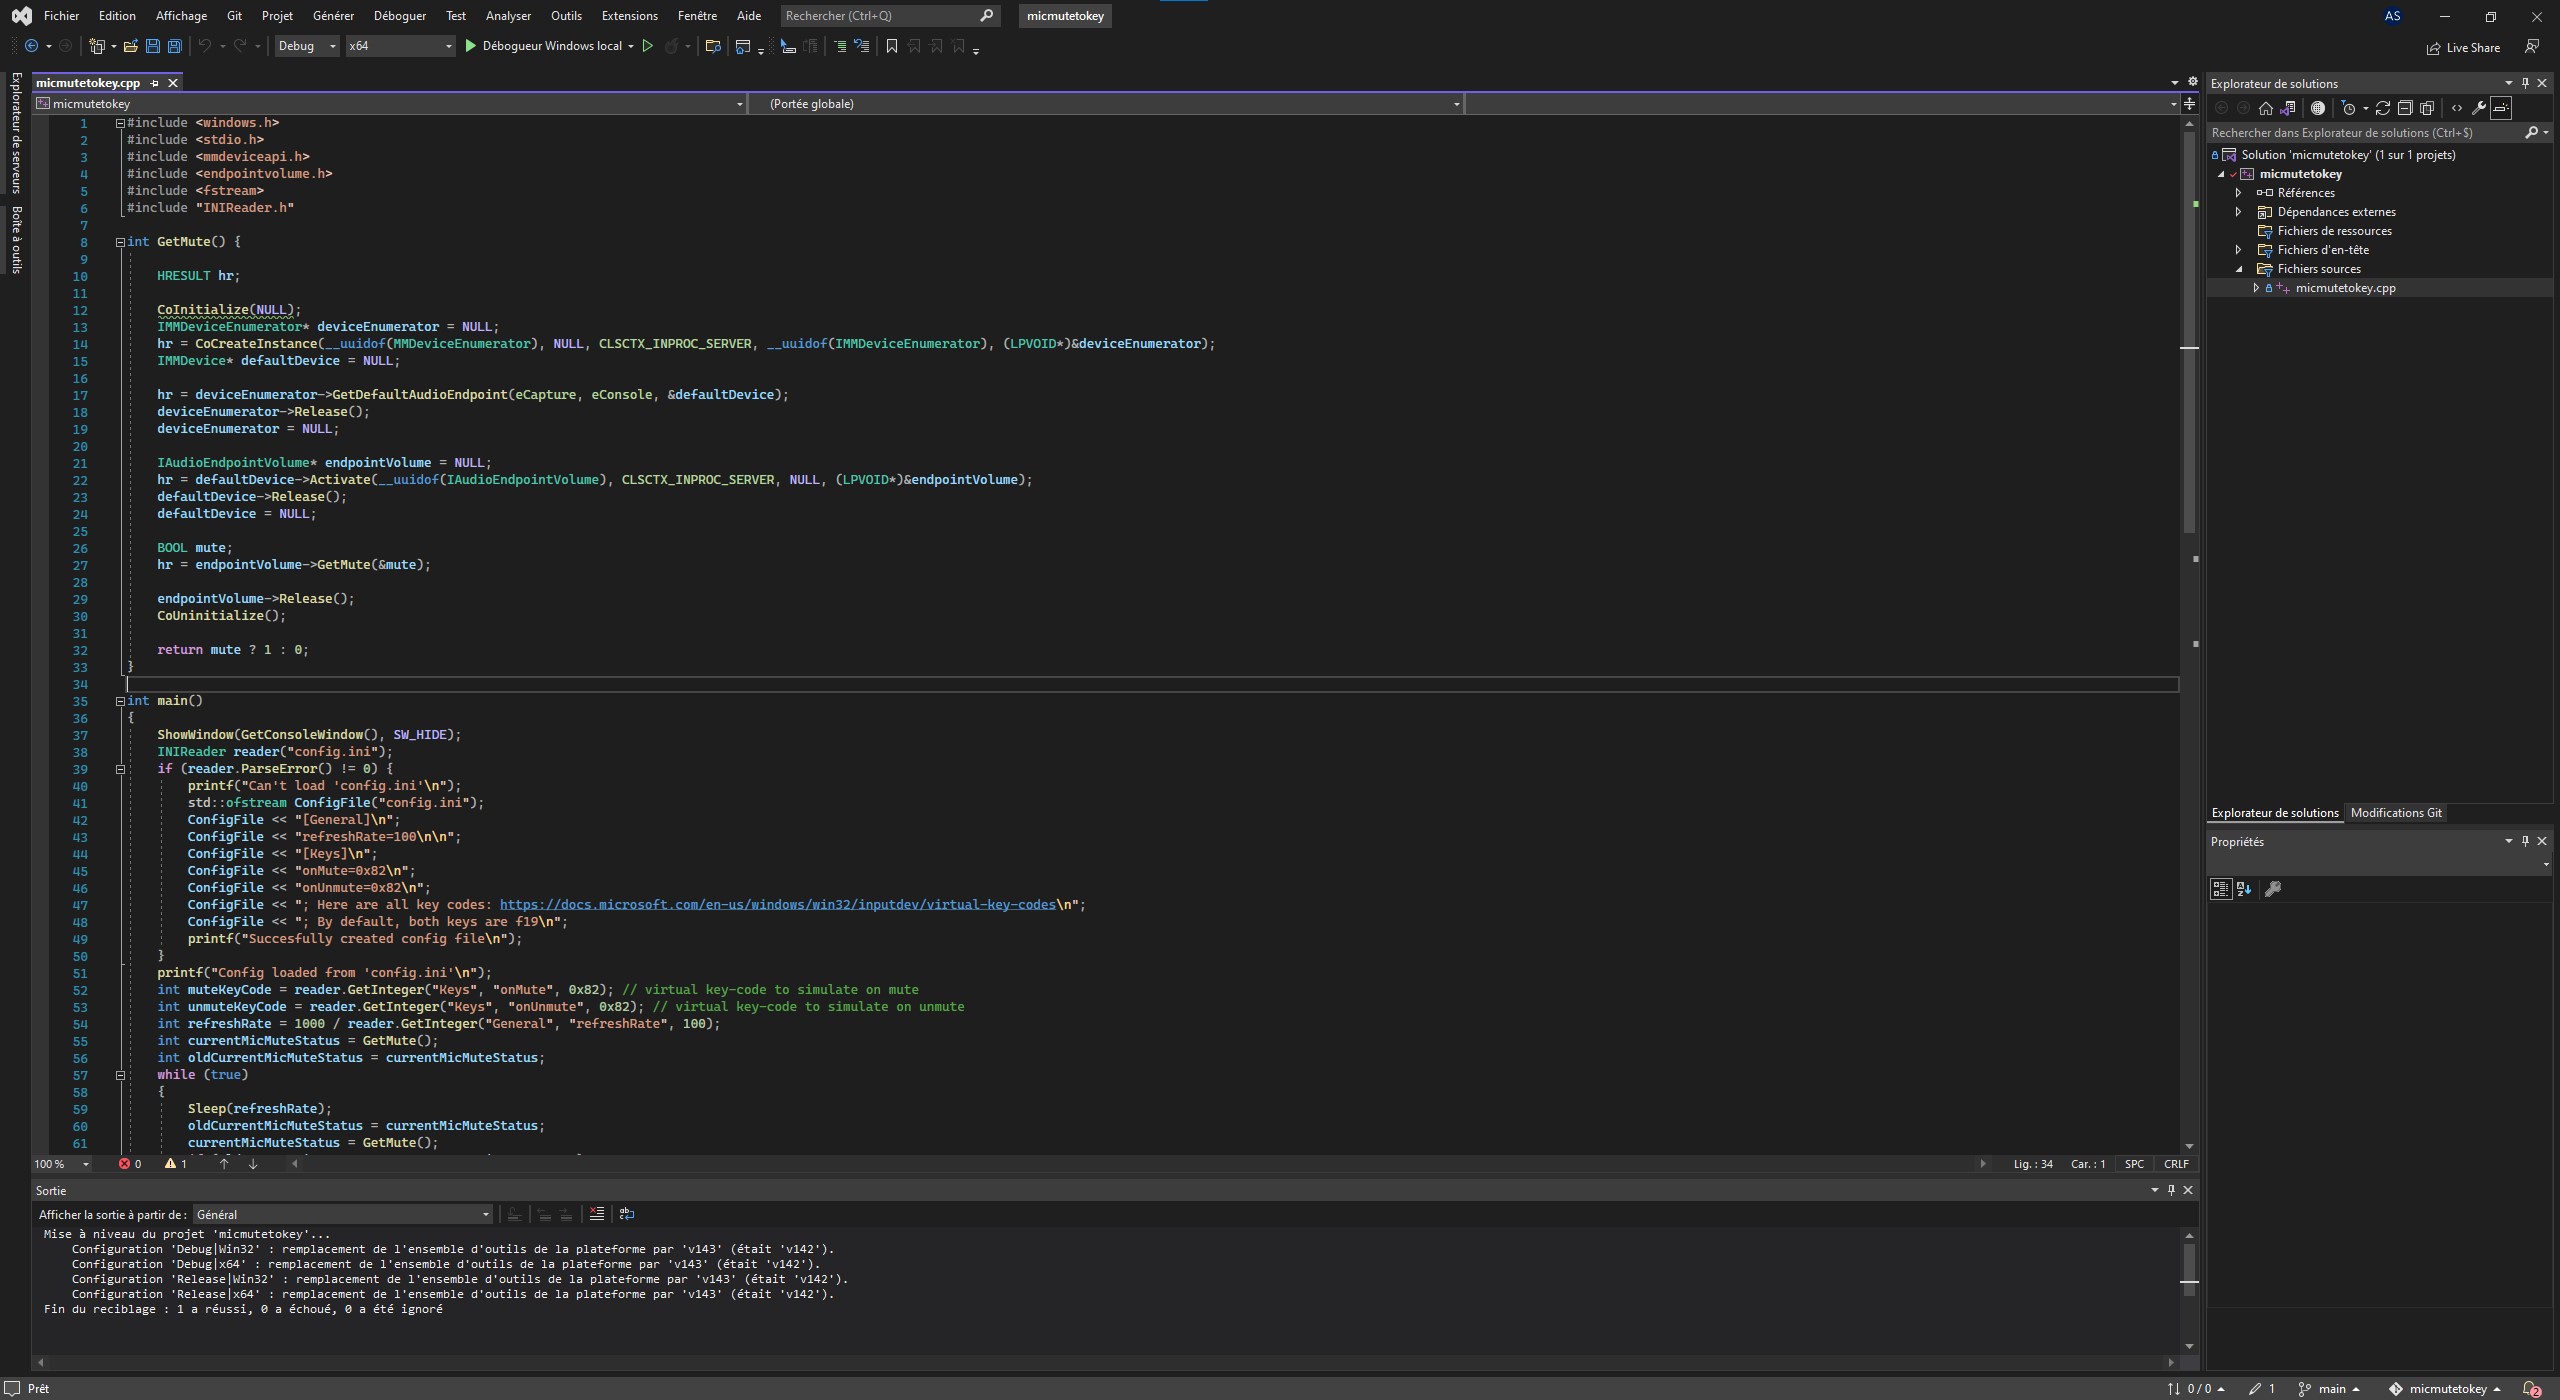 Fichier Edition Affichage Git Projet Générer Déboguer Test Analyser Outils Extensions Fenêtre Aide Rechercher (Ctrl+Q) micmutetokey AS
Debug x64 Débogueur Windows local Live Share
Explorateur de serveurs
Boîte à outils
micmutetokey.cpp
micmutetokey (Portée globale)
1 #include <windows.h>
2 #include <stdio.h>
3 #include <mmdeviceapi.h>
4 #include <endpointvolume.h>
5 #include <fstream>
6 #include "INIReader.h"
7
8 int GetMute() {
9
10 HRESULT hr;
11
12 CoInitialize(NULL);
13 IMMDeviceEnumerator* deviceEnumerator = NULL;
14 hr = CoCreateInstance(__uuidof(MMDeviceEnumerator), NULL, CLSCTX_INPROC_SERVER, __uuidof(IMMDeviceEnumerator), (LPVOID*)&deviceEnumerator);
15 IMMDevice* defaultDevice = NULL;
16
17 hr = deviceEnumerator->GetDefaultAudioEndpoint(eCapture, eConsole, &defaultDevice);
18 deviceEnumerator->Release();
19 deviceEnumerator = NULL;
20
21 IAudioEndpointVolume* endpointVolume = NULL;
22 hr = defaultDevice->Activate(__uuidof(IAudioEndpointVolume), CLSCTX_INPROC_SERVER, NULL, (LPVOID*)&endpointVolume);
23 defaultDevice->Release();
24 defaultDevice = NULL;
25
26 BOOL mute;
27 hr = endpointVolume->GetMute(&mute);
28
29 endpointVolume->Release();
30 CoUninitialize();
31
32 return mute ? 1 : 0;
33 }
34
35 int main()
36 {
37 ShowWindow(GetConsoleWindow(), SW_HIDE);
38 INIReader reader("config.ini");
39 if (reader.ParseError() != 0) {
40 printf("Can't load 'config.ini'\n");
41 std::ofstream ConfigFile("config.ini");
42 ConfigFile << "[General]\n";
43 ConfigFile << "refreshRate=100\n\n";
44 ConfigFile << "[Keys]\n";
45 ConfigFile << "onMute=0x82\n";
46 ConfigFile << "onUnmute=0x82\n";
47 ConfigFile << "; Here are all key codes: https://docs.microsoft.com/en-us/windows/win32/inputdev/virtual-key-codes\n";
48 ConfigFile << "; By default, both keys are f19\n";
49 printf("Succesfully created config file\n");
50 }
51 printf("Config loaded from 'config.ini'\n");
52 int muteKeyCode = reader.GetInteger("Keys", "onMute", 0x82); // virtual key-code to simulate on mute
53 int unmuteKeyCode = reader.GetInteger("Keys", "onUnmute", 0x82); // virtual key-code to simulate on unmute
54 int refreshRate = 1000 / reader.GetInteger("General", "refreshRate", 100);
55 int currentMicMuteStatus = GetMute();
56 int oldCurrentMicMuteStatus = currentMicMuteStatus;
57 while (true)
58 {
59 Sleep(refreshRate);
60 oldCurrentMicMuteStatus = currentMicMuteStatus;
61 currentMicMuteStatus = GetMute();
100 % 0 1 Lig. : 34 Car. : 1 SPC CRLF
Sortie
Afficher la sortie à partir de : Général
Mise à niveau du projet 'micmutetokey'...
Configuration 'Debug|Win32' : remplacement de l'ensemble d'outils de la plateforme par 'v143' (était 'v142').
Configuration 'Debug|x64' : remplacement de l'ensemble d'outils de la plateforme par 'v143' (était 'v142').
Configuration 'Release|Win32' : remplacement de l'ensemble d'outils de la plateforme par 'v143' (était 'v142').
Configuration 'Release|x64' : remplacement de l'ensemble d'outils de la plateforme par 'v143' (était 'v142').
Fin du reciblage : 1 a réussi, 0 a échoué, 0 a été ignoré
Explorateur de solutions
Rechercher dans Explorateur de solutions (Ctrl+$)
Solution 'micmutetokey' (1 sur 1 projets)
micmutetokey
Références
Dépendances externes
Fichiers de ressources
Fichiers d'en-tête
Fichiers sources
micmutetokey.cpp
Explorateur de solutions Modifications Git
Propriétés
Prêt 0 / 0 1 main micmutetokey 2